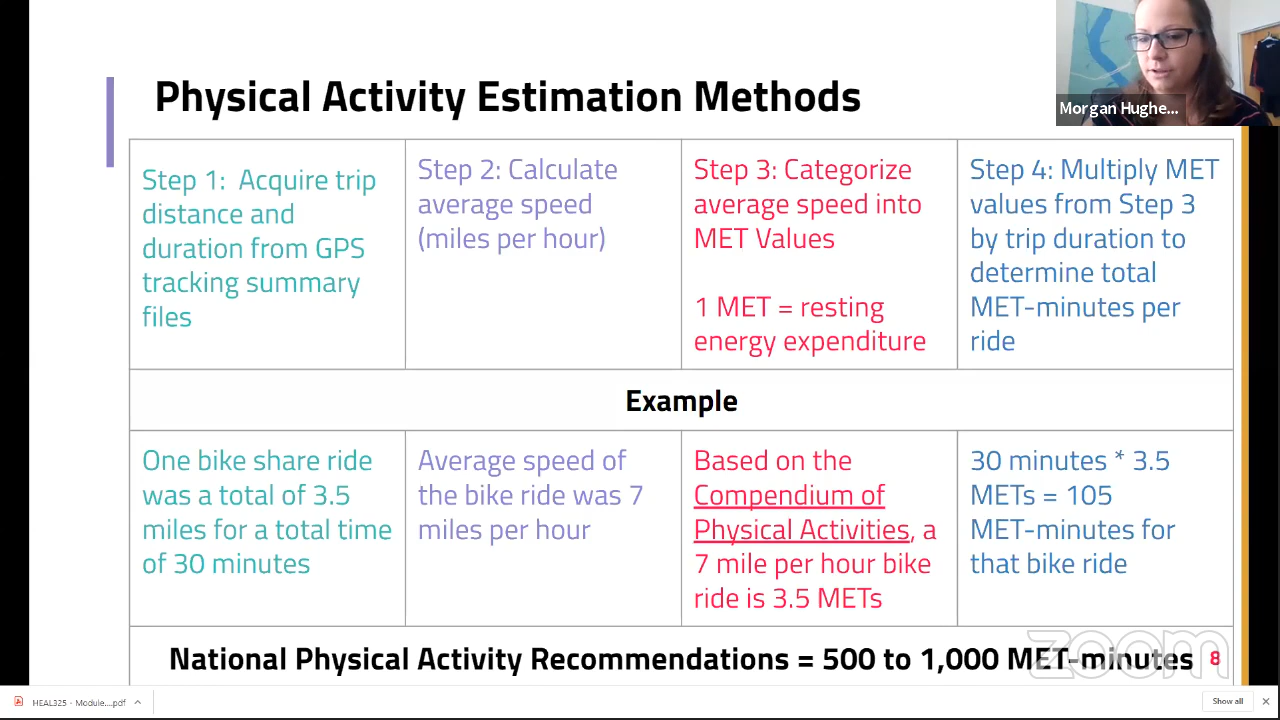 Morgan Hughe...
Physical Activity Estimation Methods
Step 1: Acquire trip
distance and
duration from GPS
tracking summary
files
Step 2: Calculate
average speed
(miles per hour)
Step 3: Categorize
average speed into
MET Values
1 MET = resting
energy expenditure
Step 4: Multiply MET
values from Step 3
by trip duration to
determine total
MET-minutes per
ride
Example
One bike share ride
was a total of 3.5
miles for a total time
of 30 minutes
Average speed of
the bike ride was 7
miles per hour
Based on the
Compendium of
Physical Activities, a
7 mile per hour bike
ride is 3.5 METs
30 minutes * 3.5
METs = 105
MET-minutes for
that bike ride
National Physical Activity Recommendations = 500 to 1,000 MET-minutes
8
zoom
HEAL325 - Module....pdf
Show all